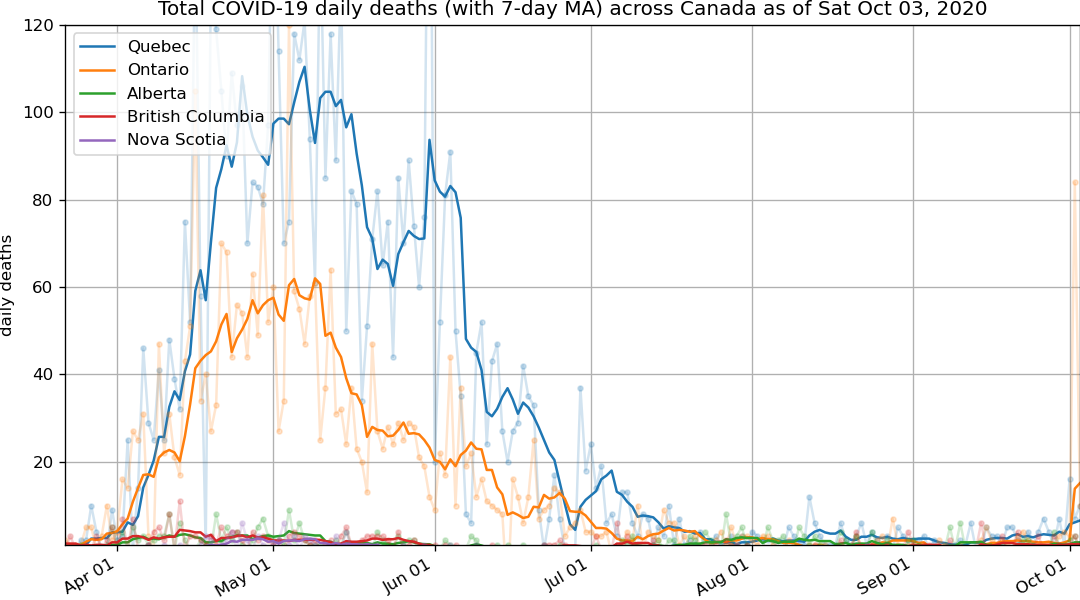 Total COVID-19 daily deaths (with 7-day MA) across Canada as of Sat Oct 03, 2020
120
100
80
60
40
20
daily deaths
Quebec
Ontario
Alberta
British Columbia
Nova Scotia
Apr 01
May 01
Jun 01
Jul 01
Aug 01
Sep 01
Oct 01